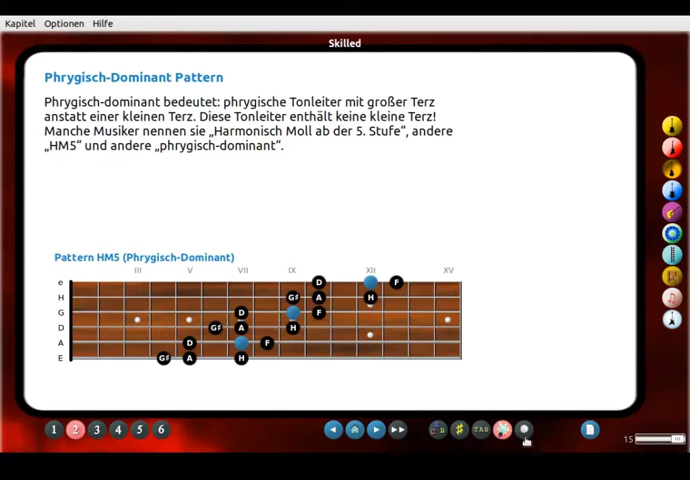 Kapitel Optionen Hilfe
Skilled
Phrygisch-Dominant Pattern
Phrygisch-dominant bedeutet: phrygische Tonleiter mit großer Terz
anstatt einer kleinen Terz. Diese Tonleiter enthält keine kleine Terz!
Manche Musiker nennen sie „Harmonisch Moll ab der 5. Stufe“, andere
„HM5“ und andere „phrygisch-dominant“.
Pattern HM5 (Phrygisch-Dominant)
III V VII IX XII XV
e D F
H G♯ A H
G D F
D G♯ A H
A D F
E G♯ A H
1 2 3 4 5 6 A C B ♯ TAB 15